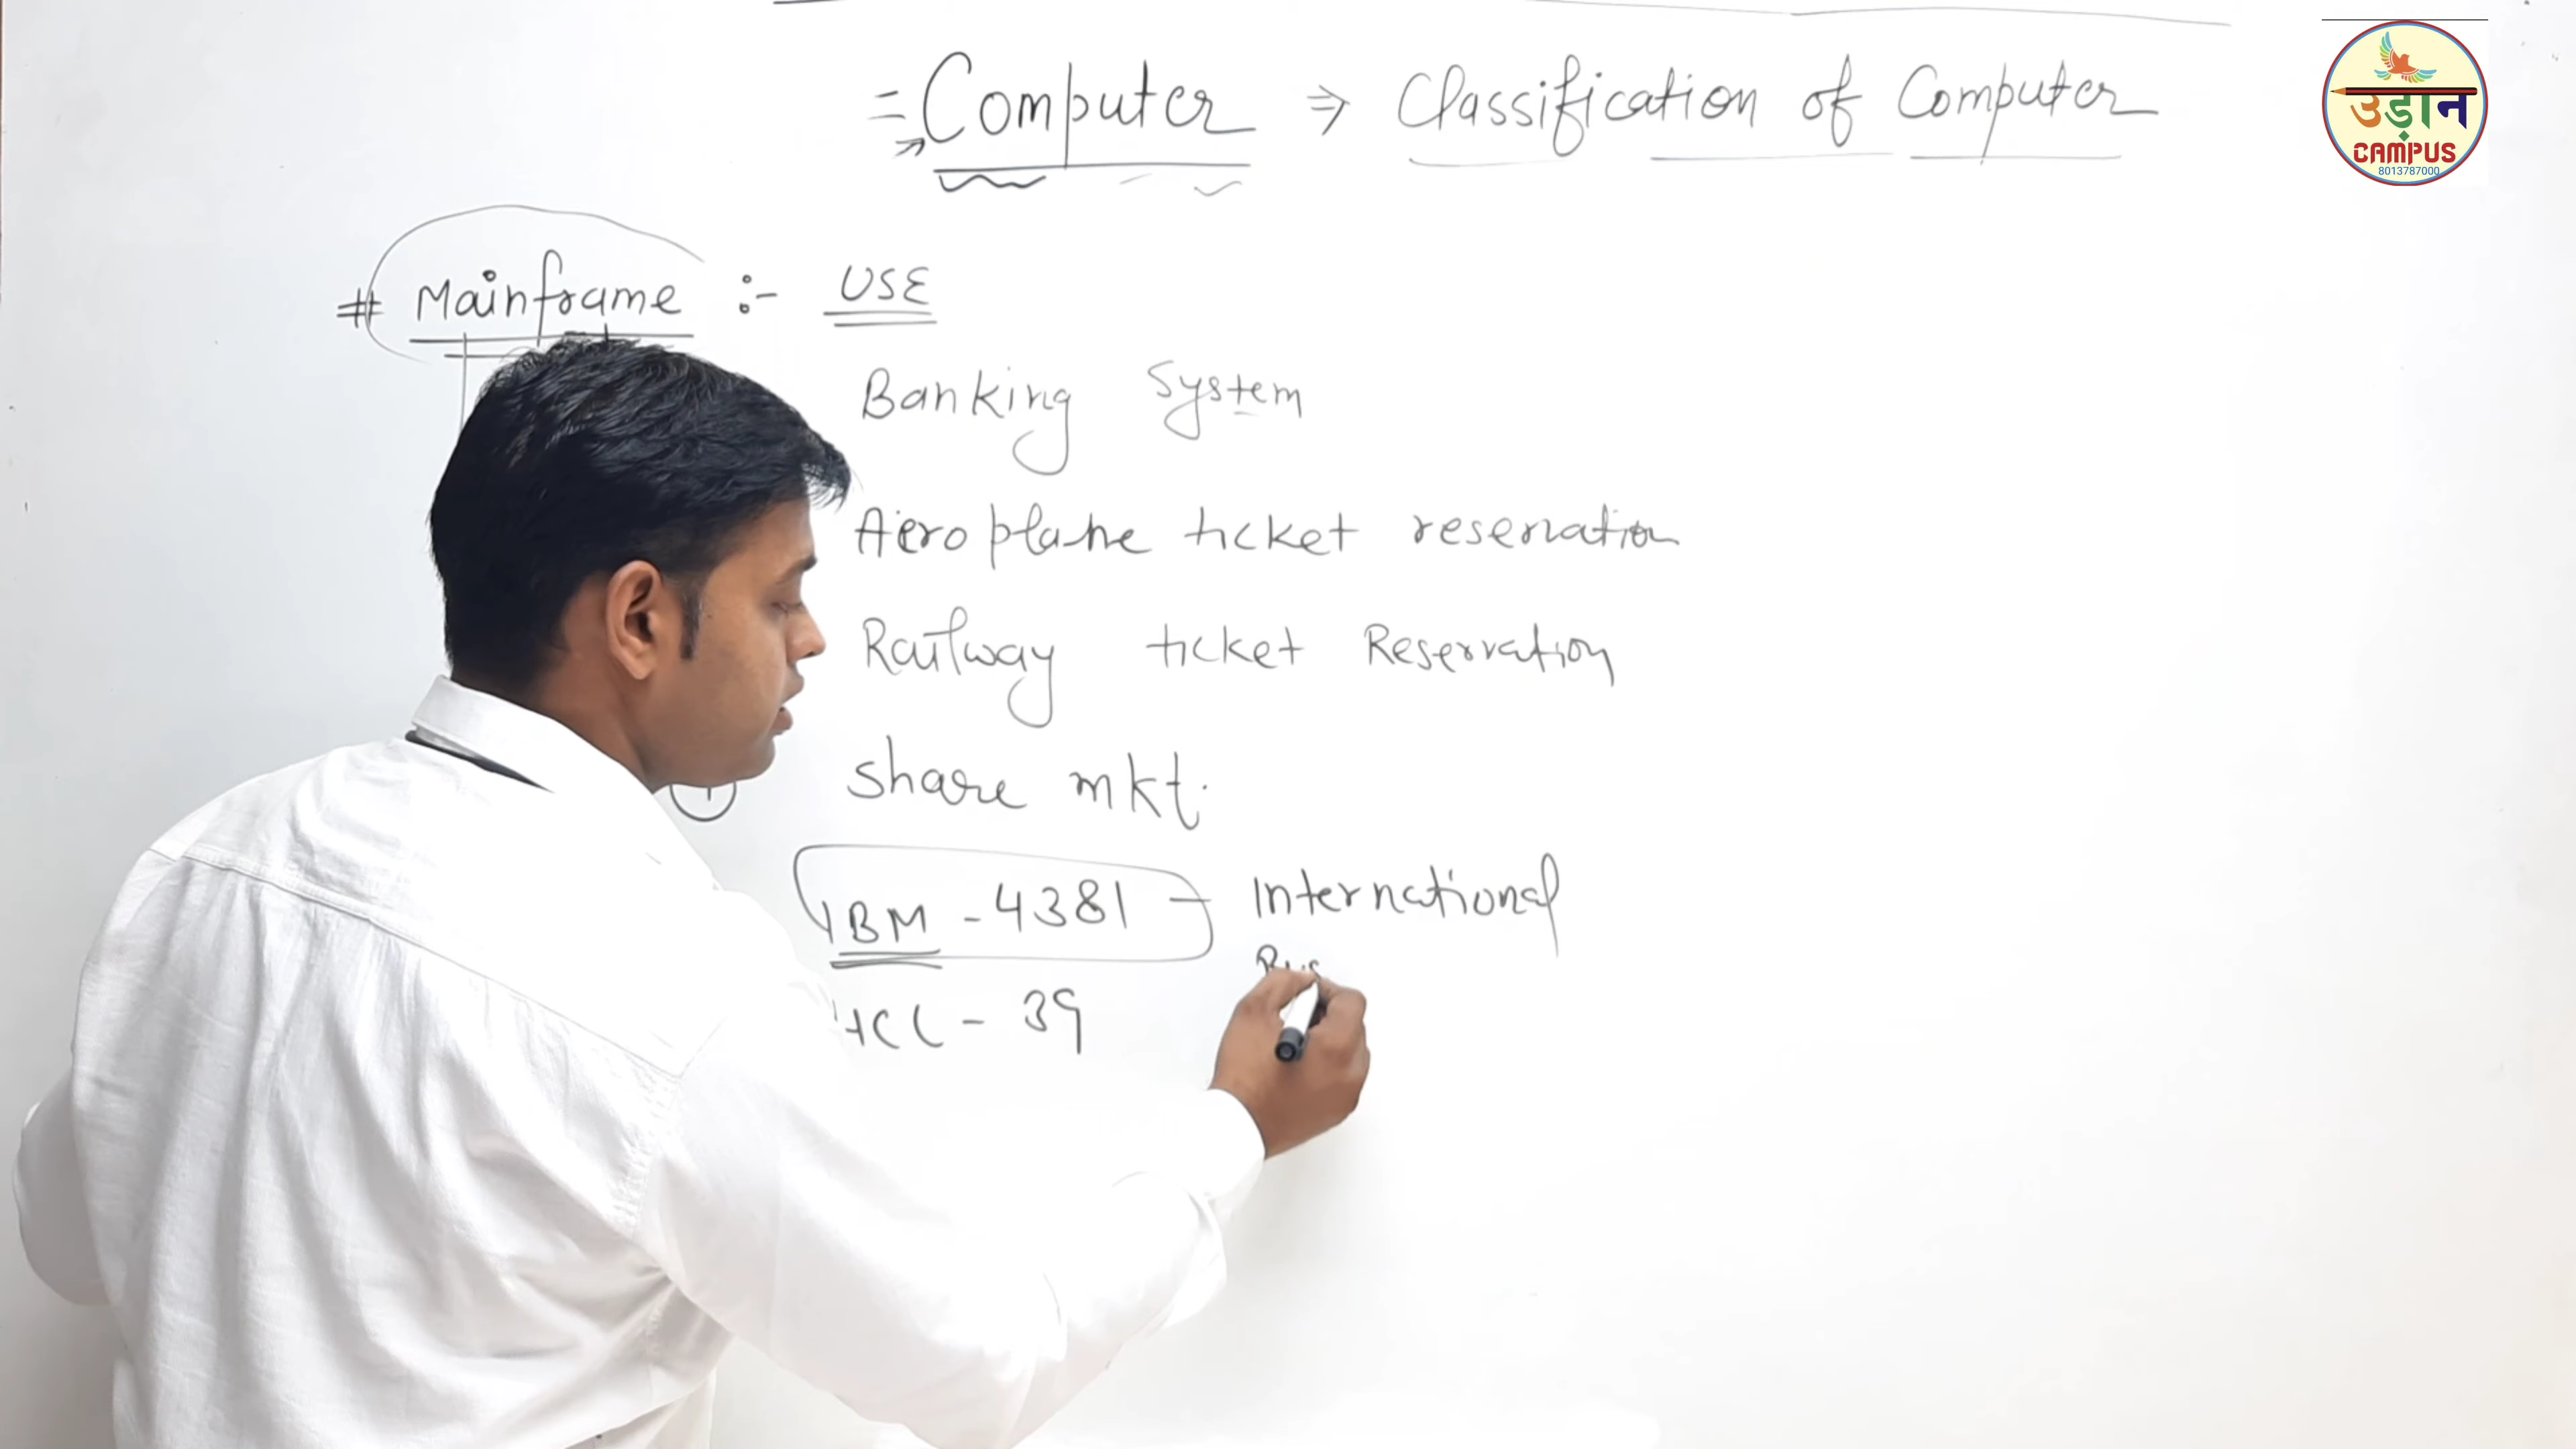 = Computer ⇒ Classification of Computer
उड़ान
CAMPUS
8013787000
# Mainframe :- USE
Banking System
Aeroplane ticket reservation
Railway ticket Reservation
Share mkt.
IBM - 4381 - International
Bus
- 39